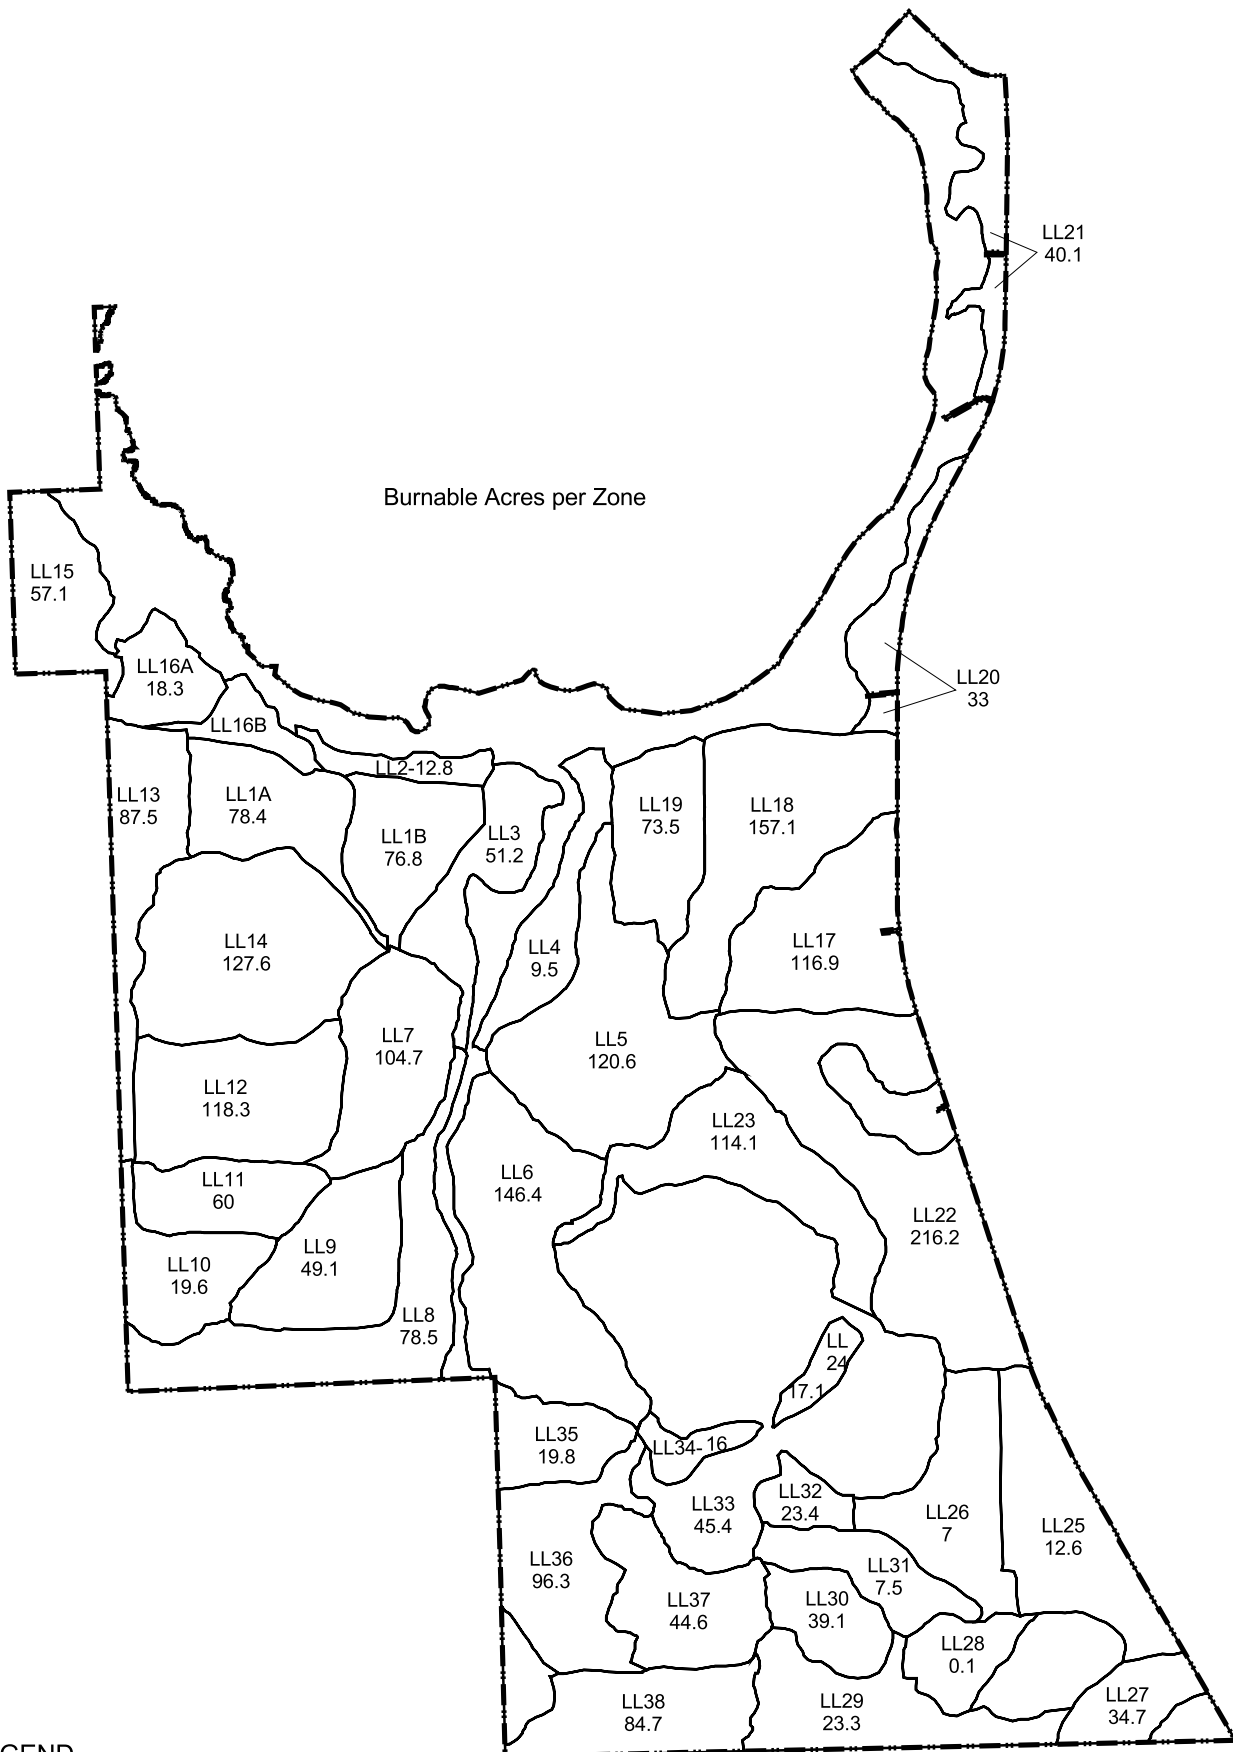 LL21
40.1
Burnable Acres per Zone
LL15
57.1
LL16A
18.3
LL20
33
LL16B
LL2-12.8
LL13
87.5
LL1A
78.4
LL1B
76.8
LL3
51.2
LL19
73.5
LL18
157.1
LL14
127.6
LL4
9.5
LL17
116.9
LL7
104.7
LL5
120.6
LL12
118.3
LL23
114.1
LL11
60
LL6
146.4
LL22
216.2
LL10
19.6
LL9
49.1
LL8
78.5
LL
24
17.1
LL35
19.8
LL34- 16
LL33
45.4
LL32
23.4
LL26
7
LL25
12.6
LL36
96.3
LL37
44.6
LL31
7.5
LL30
39.1
LL28
0.1
LL38
84.7
LL29
23.3
LL27
34.7
GEND